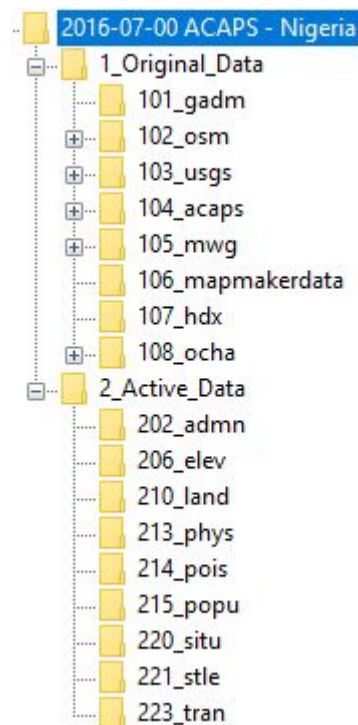 2016-07-00 ACAPS - Nigeria
1_Original_Data
101_gadm
102_osm
103_usgs
104_acaps
105_mwg
106_mapmakerdata
107_hdx
108_ocha
2_Active_Data
202_admn
206_elev
210_land
213_phys
214_pois
215_popu
220_situ
221_stle
223_tran